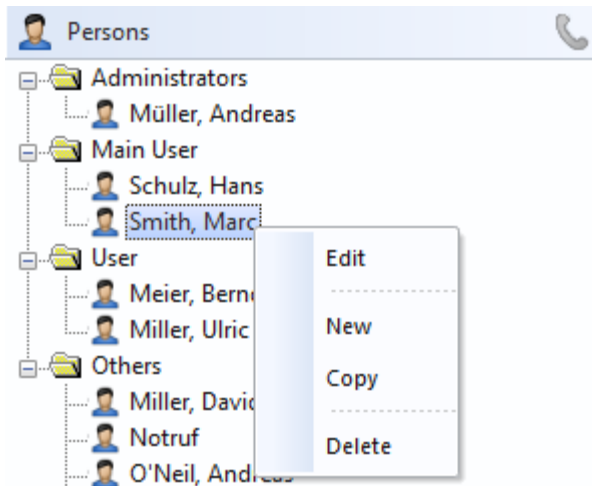 Persons
Administrators
Müller, Andreas
Main User
Schulz, Hans
Smith, Marc
User
Meier,
Miller, Ulric
Others
Miller,
Notruf
O'Neil,
Edit
New
Copy
Delete